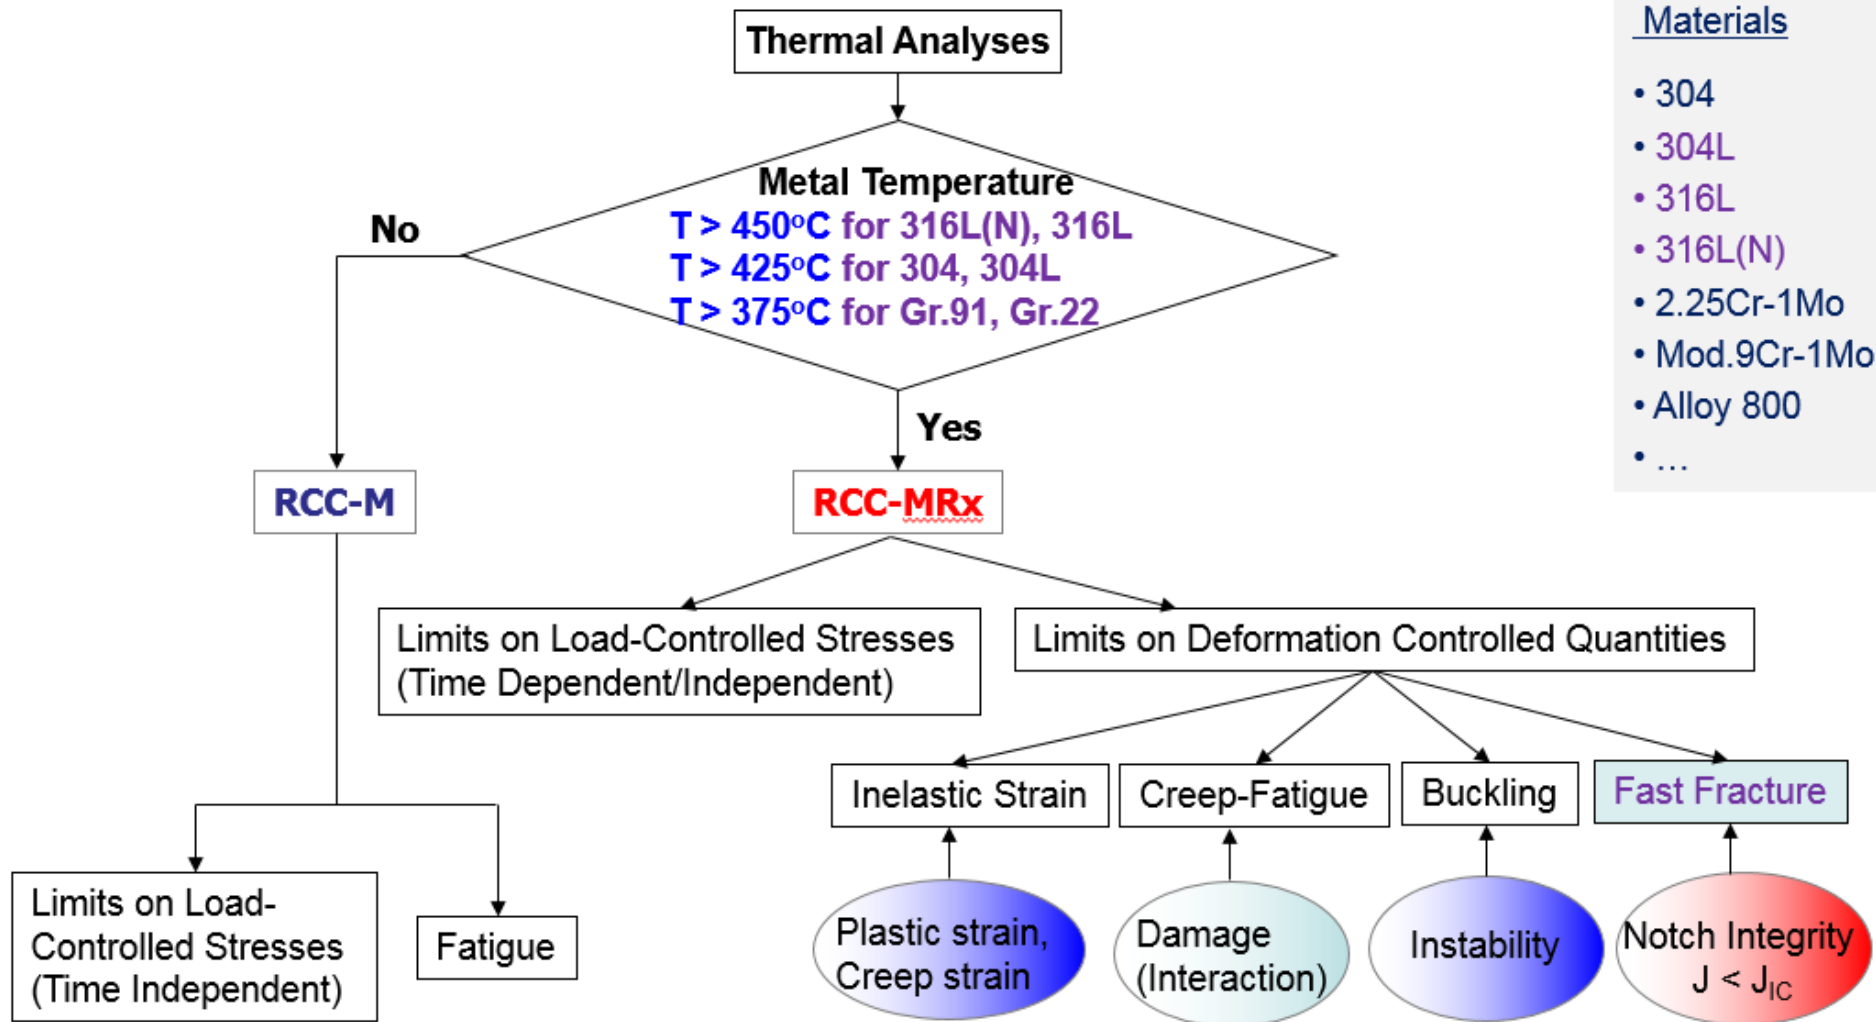 Thermal Analyses
Metal Temperature
T > 450°C for 316L(N), 316L
T > 425°C for 304, 304L
T > 375°C for Gr.91, Gr.22
No
Yes
RCC-M
RCC-MRx
Limits on Load-Controlled Stresses
(Time Dependent/Independent)
Limits on Deformation Controlled Quantities
Inelastic Strain
Creep-Fatigue
Buckling
Fast Fracture
Limits on Load-
Controlled Stresses
(Time Independent)
Fatigue
Plastic strain,
Creep strain
Damage
(Interaction)
Instability
Notch Integrity
J < J_IC
Materials
• 304
• 304L
• 316L
• 316L(N)
• 2.25Cr-1Mo
• Mod.9Cr-1Mo
• Alloy 800
• ...